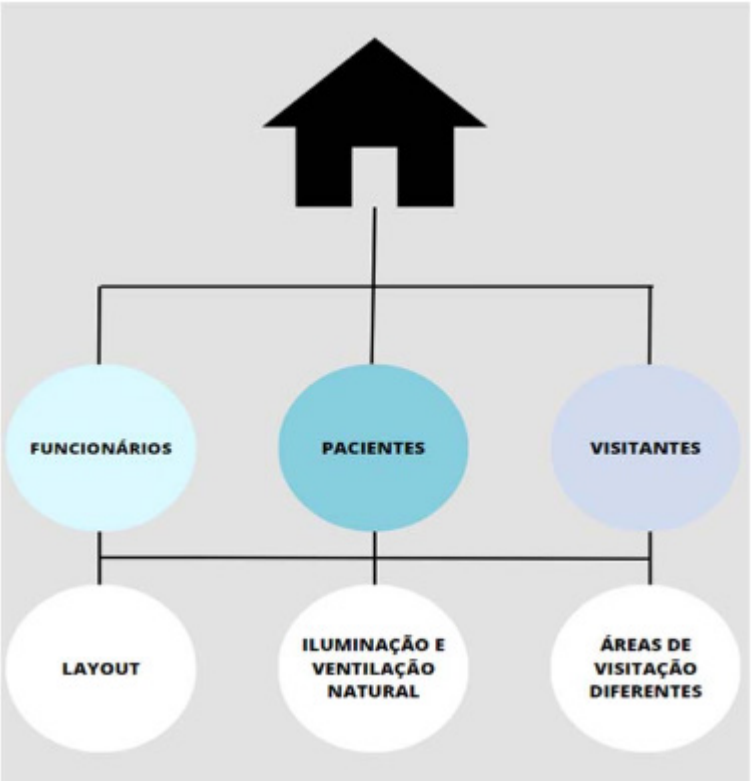 FUNCIONÁRIOS
PACIENTES
VISITANTES
LAYOUT
ILUMINAÇÃO E
VENTILAÇÃO
NATURAL
ÁREAS DE
VISITAÇÃO
DIFERENTES